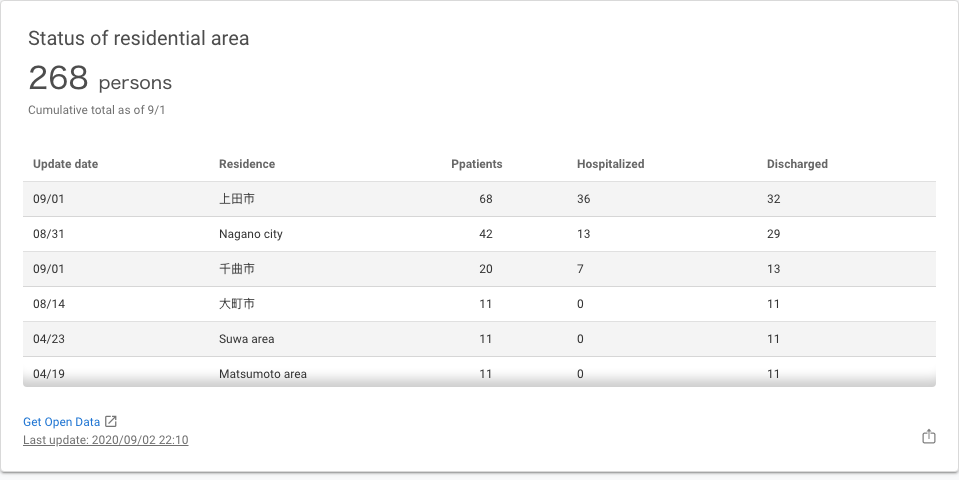 Status of residential area
268 persons
Cumulative total as of 9/1
Update date Residence Ppatients Hospitalized Discharged
09/01 上田市 68 36 32
08/31 Nagano city 42 13 29
09/01 千曲市 20 7 13
08/14 大町市 11 0 11
04/23 Suwa area 11 0 11
04/19 Matsumoto area 11 0 11
Get Open Data
Last update: 2020/09/02 22:10